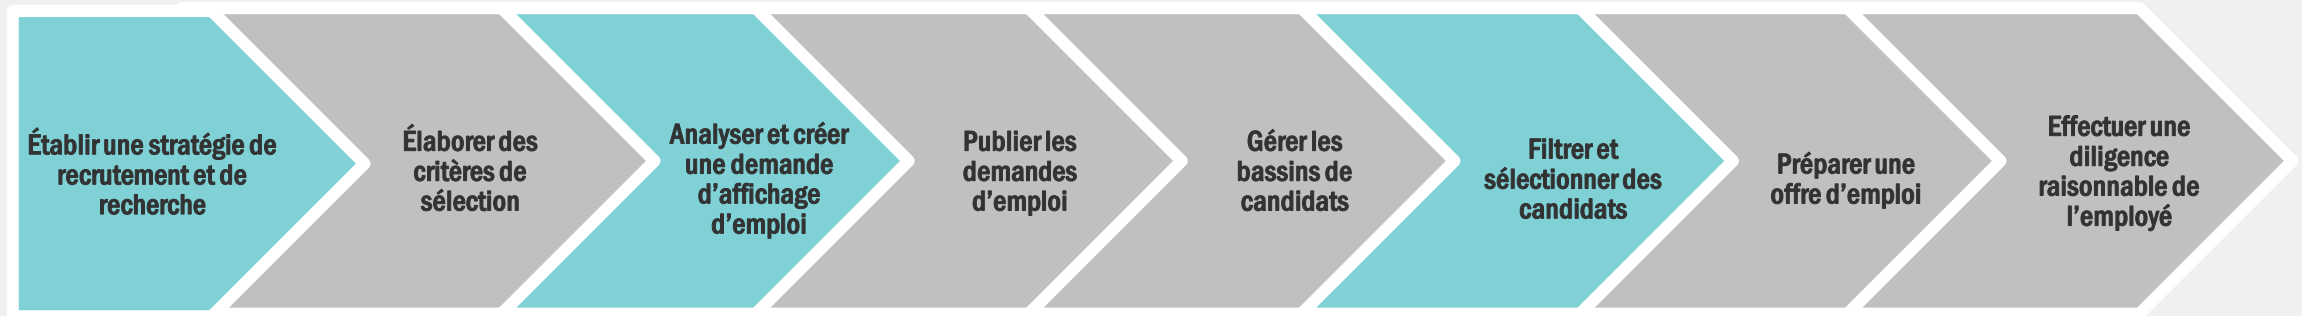 Établir une stratégie de
recrutement et de
recherche
Élaborer des
critères de
sélection
Analyser et créer
une demande
d’affichage
d’emploi
Publier les
demandes
d’emploi
Gérer les
bassins de
candidats
Filtrer et
sélectionner des
candidats
Préparer une
offre d’emploi
Effectuer une
diligence
raisonnable de
l’employé